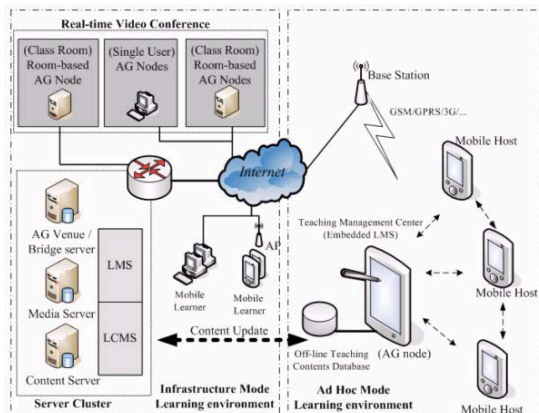 Real-time Video Conference
(Class Room)
Room-based
AG Node
(Single User)
AG Nodes
(Class Room)
Room-based
AG Nodes
Base Station
GSM/GPRS/3G/...
Mobile Host
Internet
Teaching Management Center
(Embedded LMS)
AG Venue /
Bridge server
Media Server
Content Server
LMS
LCMS
AP
Mobile
Learner
Mobile
Learner
Mobile Host
Content Update
Off-line Teaching
Contents Database
(AG node)
Mobile Host
Server Cluster
Infrastructure Mode
Learning environment
Ad Hoc Mode
Learning environment